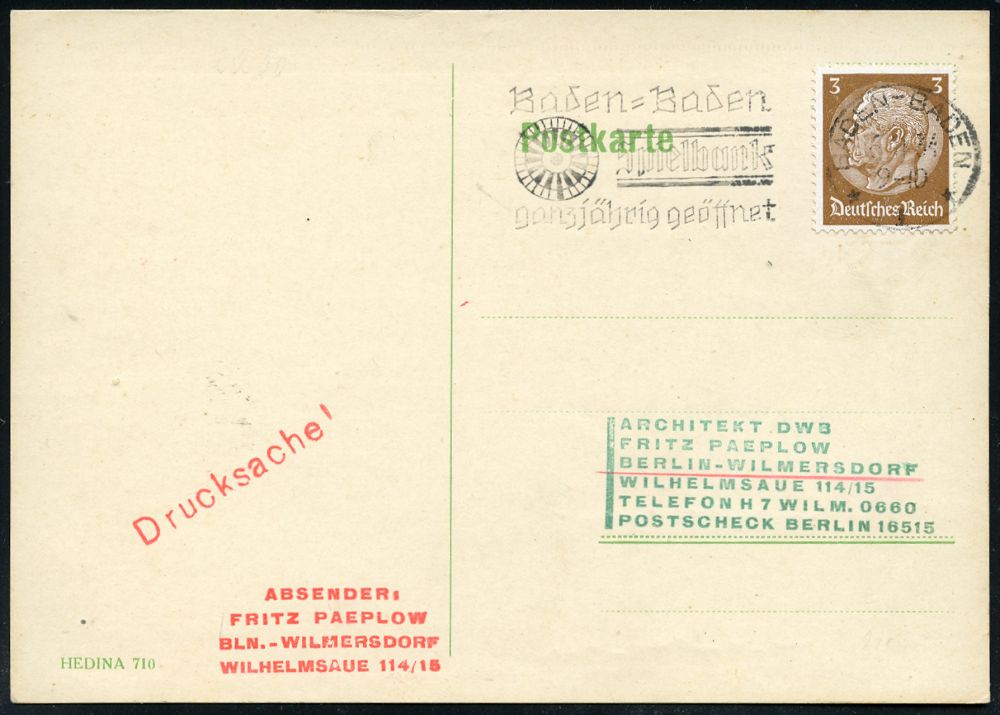 Baden=Baden
Postkarte
Spielbank
ganzjährig geöffnet
3 3
Deutsches Reich
BADEN-BADEN
9-10
Drucksache!
ARCHITEKT DWB
FRITZ PAEPLOW
BERLIN-WILMERSDORF
WILHELMSAUE 114/15
TELEFON H 7 WILM. 0660
POSTSCHECK BERLIN 16515
ABSENDER:
FRITZ PAEPLOW
BLN.-WILMERSDORF
WILHELMSAUE 114/15
HEDINA 710